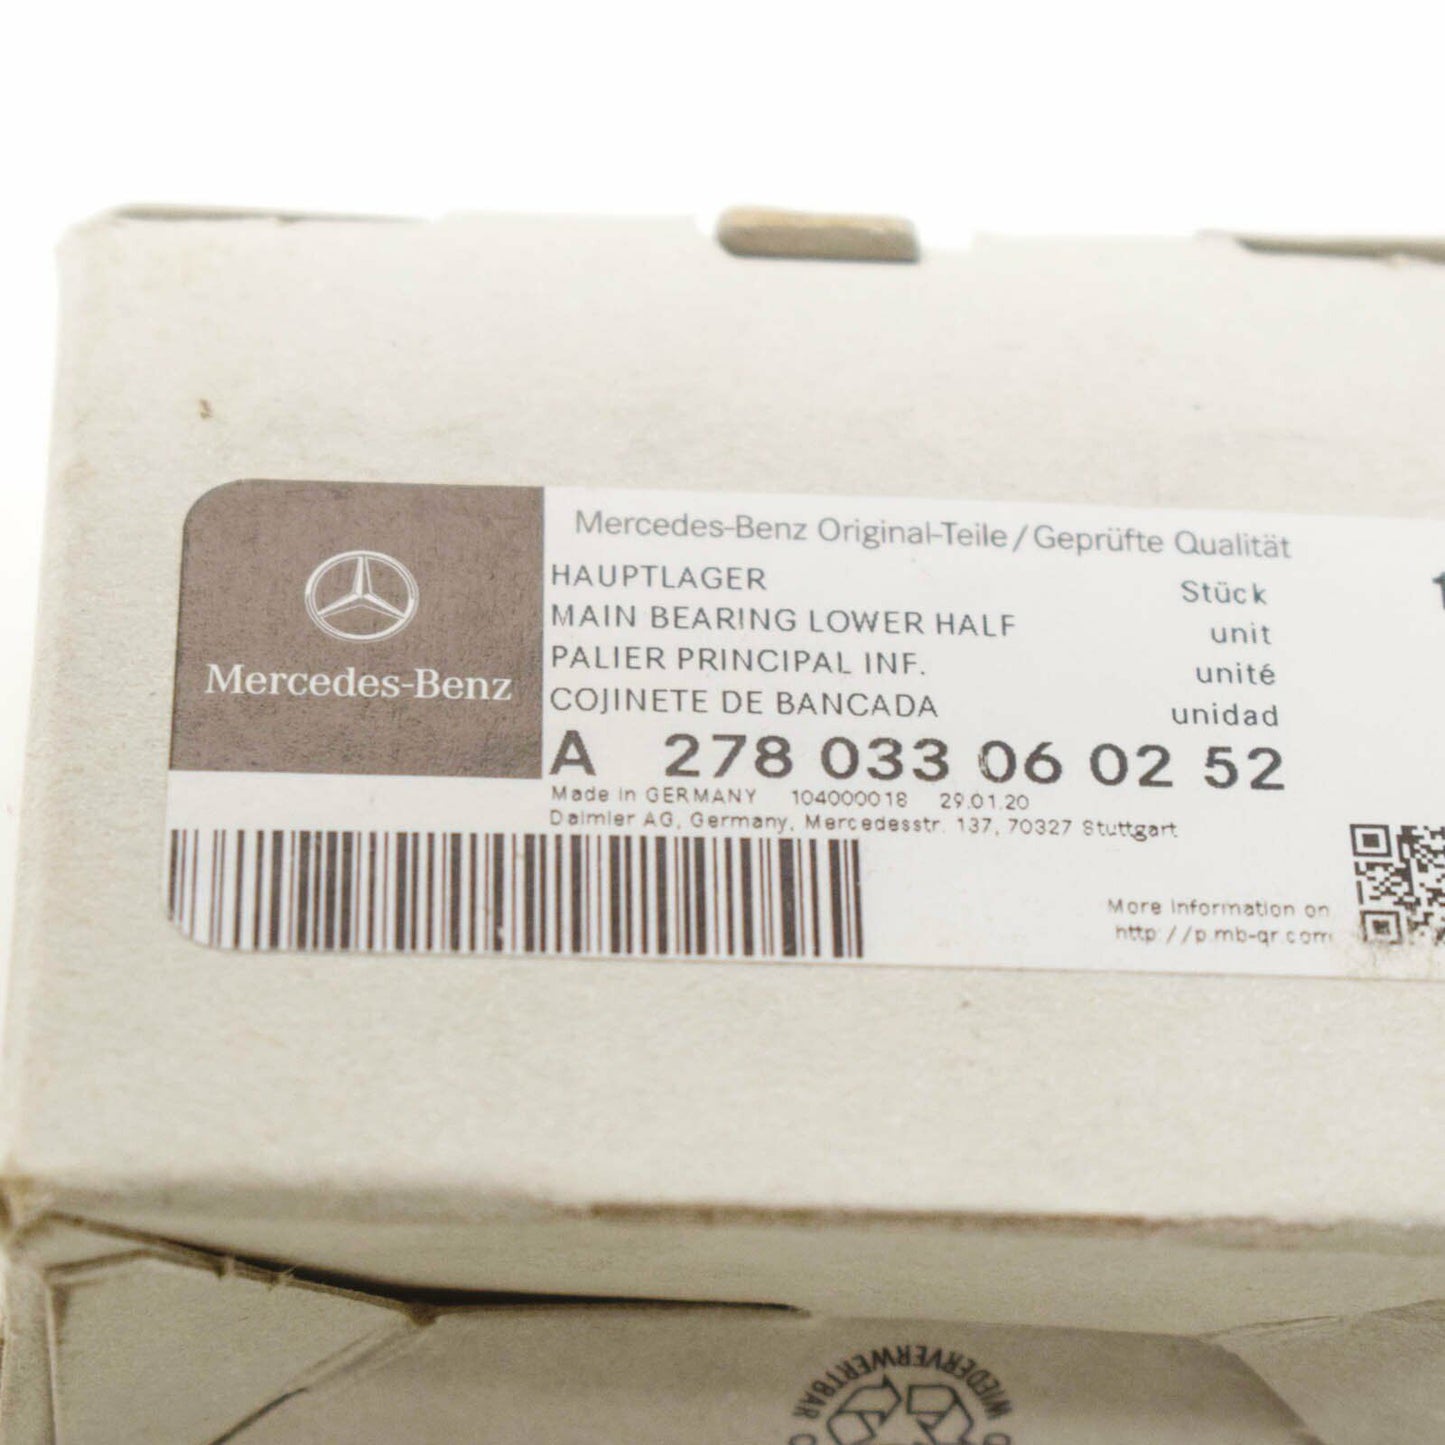 Mercedes-Benz
Mercedes-Benz Original-Teile / Geprüfte Qualität
HAUPTLAGER Stück
MAIN BEARING LOWER HALF unit
PALIER PRINCIPAL INF. unité
COJINETE DE BANCADA unidad
A 278 033 06 02 52
Made in GERMANY 104000018 29.01.20
Daimler AG, Germany, Mercedesstr. 137, 70327 Stuttgart
More information on
http://p.mb-qr.com
WIEDERVERWERTBAR